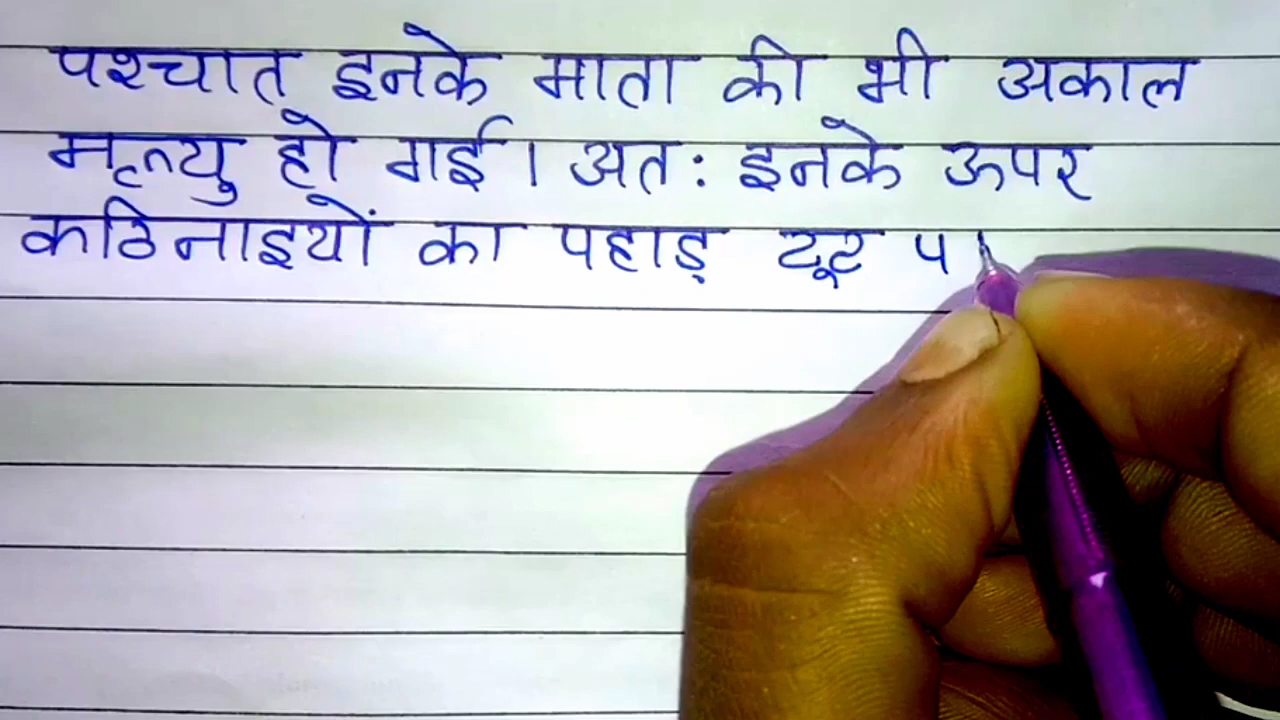 पश्चात् इनके माता की भी अकाल
मृत्यु हो गई। अत: इनके ऊपर
कठिनाइयों का पहाड़ टूट प